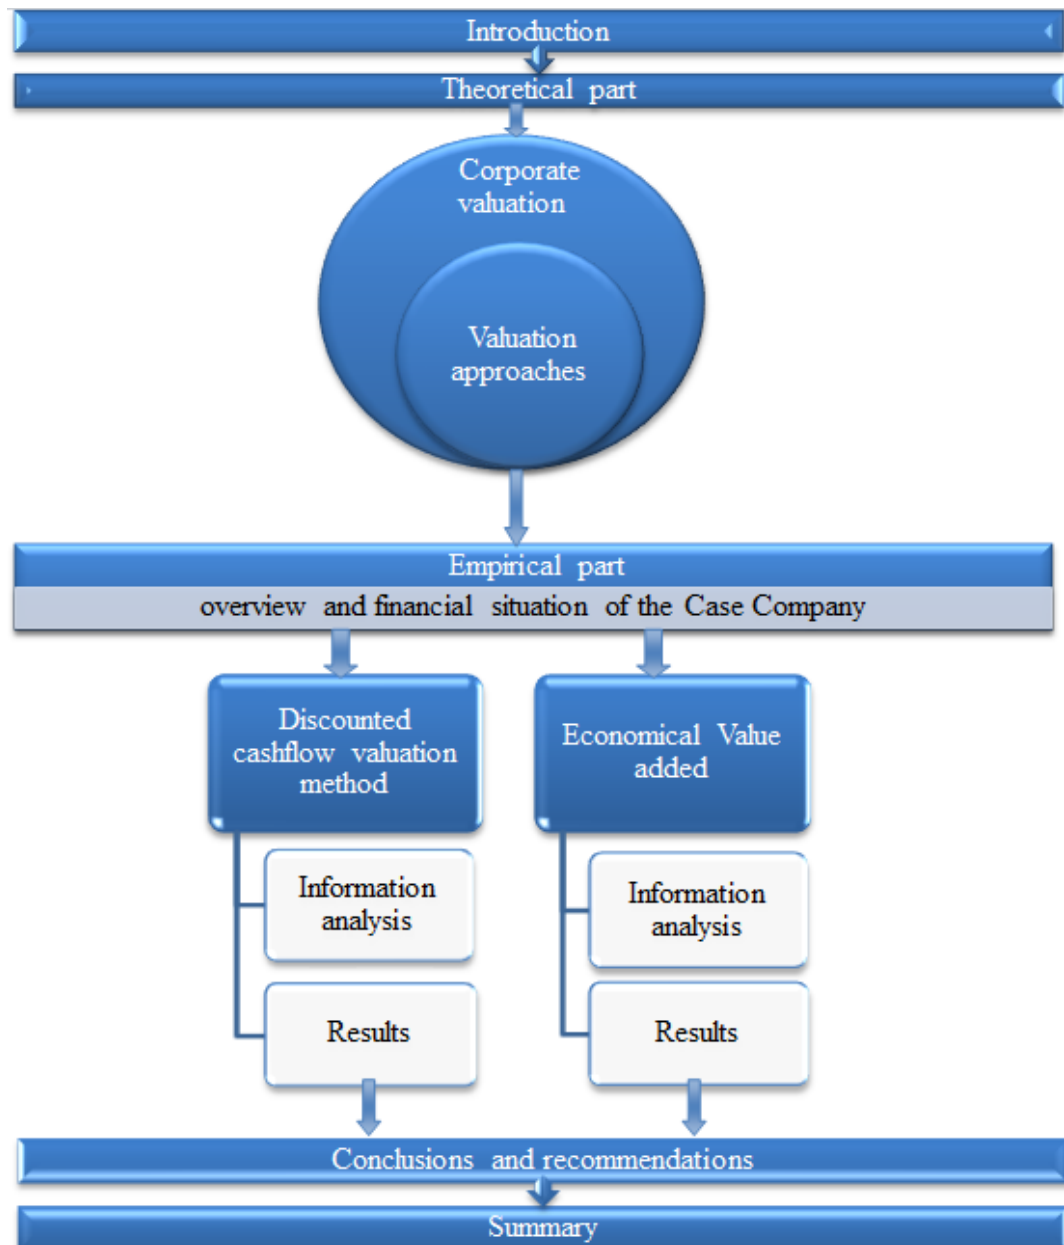 Introduction
Theoretical part
Corporate
valuation
Valuation
approaches
Empirical part
overview and financial situation of the Case Company
Discounted
cashflow valuation
method
Information
analysis
Results
Economical Value
added
Information
analysis
Results
Conclusions and recommendations
Summary